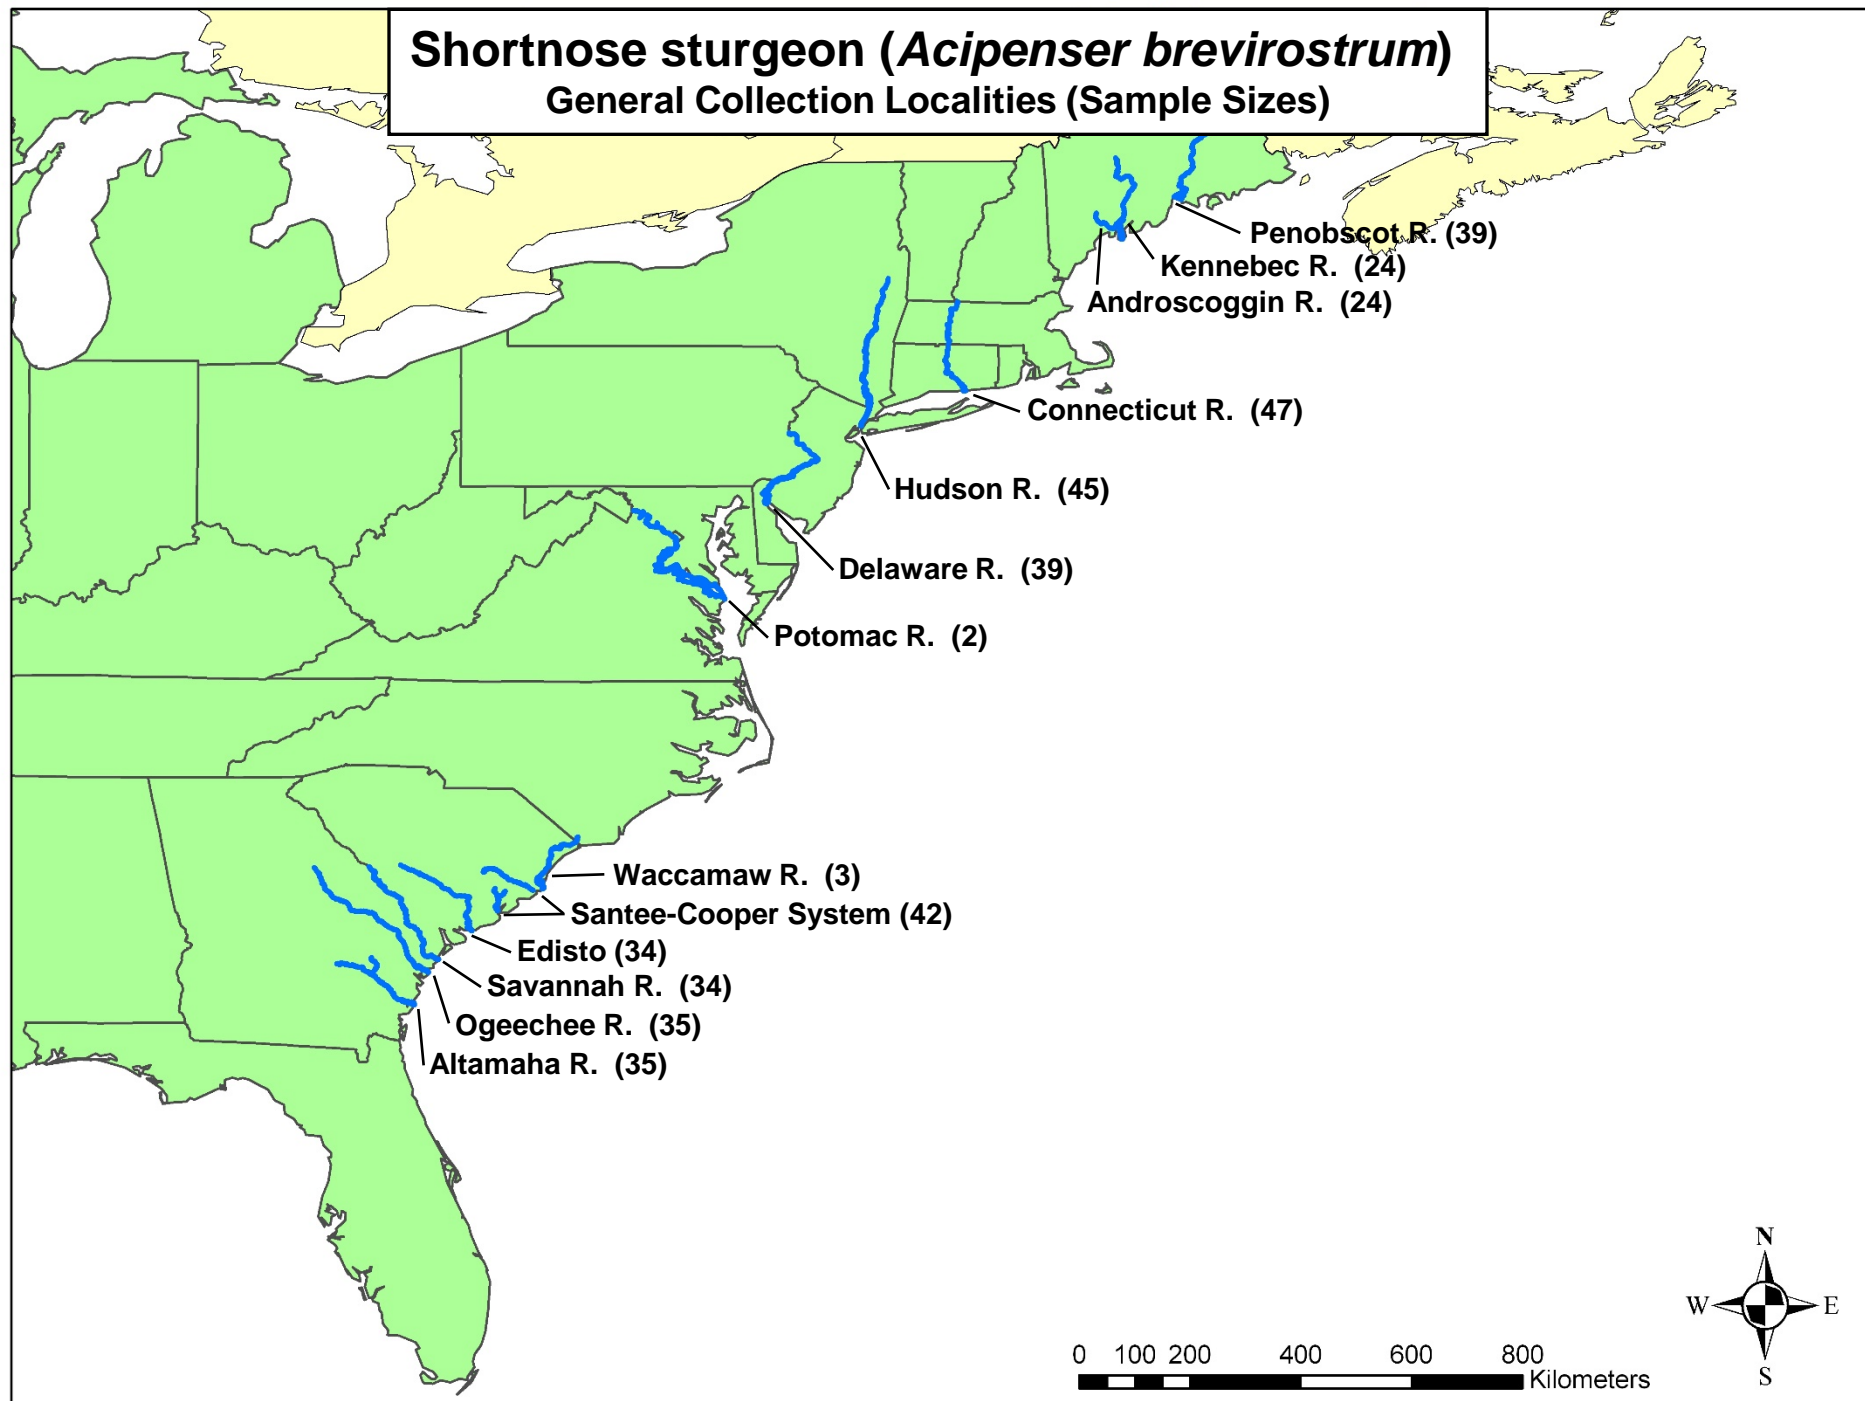 Shortnose sturgeon (Acipenser brevirostrum)
General Collection Localities (Sample Sizes)
Penobscot R. (39)
Kennebec R. (24)
Androscoggin R. (24)
Connecticut R. (47)
Hudson R. (45)
Delaware R. (39)
Potomac R. (2)
Waccamaw R. (3)
Santee-Cooper System (42)
Edisto (34)
Savannah R. (34)
Ogeechee R. (35)
Altamaha R. (35)
N
W E
S
0 100 200 400 600 800
Kilometers